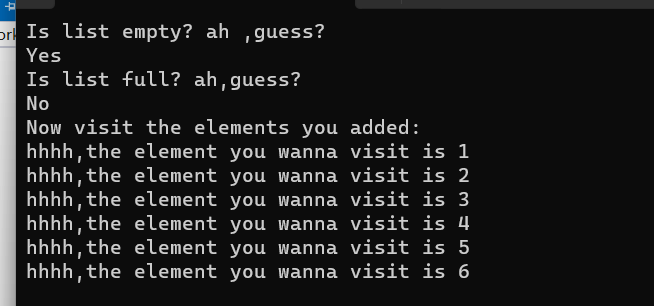 ork
Is list empty? ah ,guess?
Yes
Is list full? ah,guess?
No
Now visit the elements you added:
hhhh,the element you wanna visit is 1
hhhh,the element you wanna visit is 2
hhhh,the element you wanna visit is 3
hhhh,the element you wanna visit is 4
hhhh,the element you wanna visit is 5
hhhh,the element you wanna visit is 6